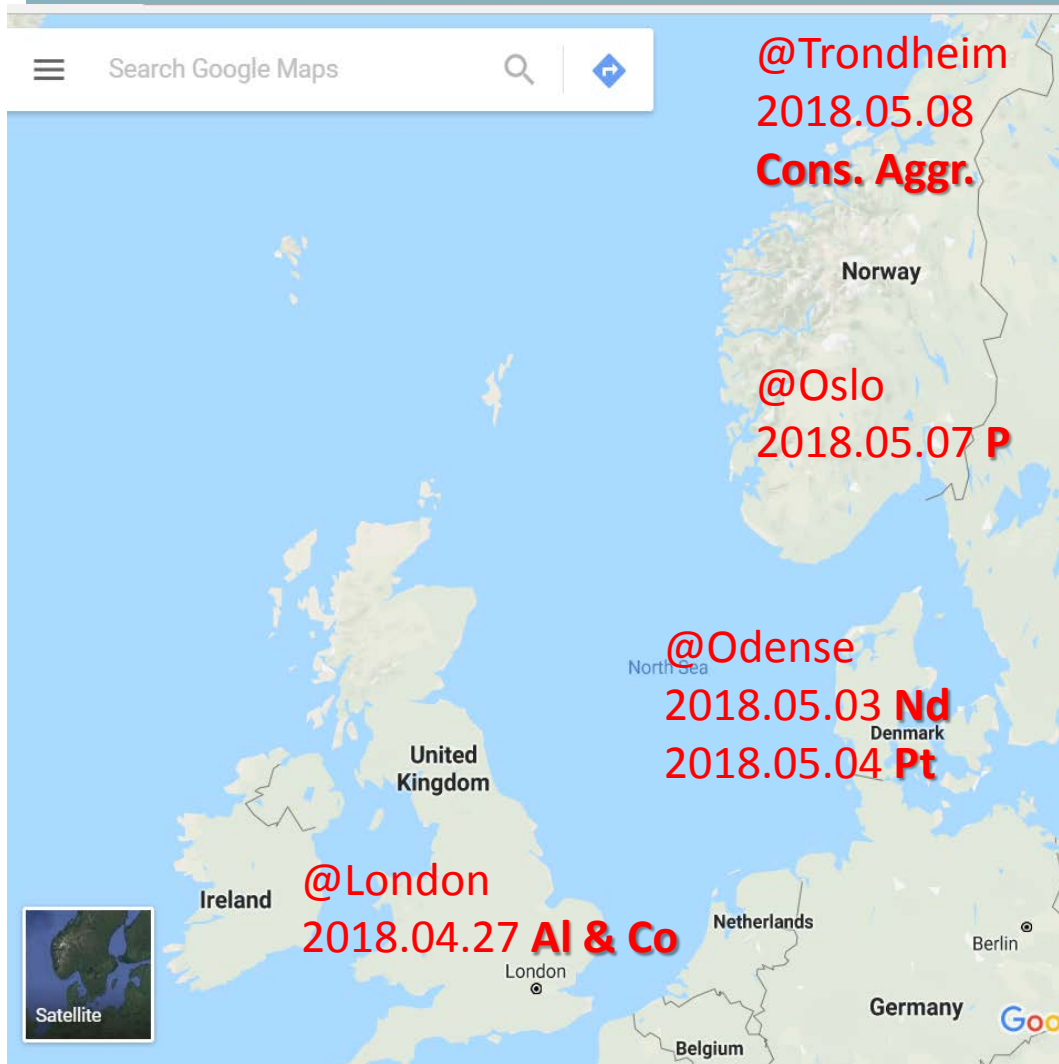 Search Google Maps
@Trondheim
2018.05.08
Cons. Aggr.
Norway
@Oslo
2018.05.07 P
@Odense
North Sea
2018.05.03 Nd
Denmark
2018.05.04 Pt
United
Kingdom
@London
Ireland
2018.04.27 Al & Co
Netherlands
Berlin
London
Satellite
Germany
Goo
Belgium